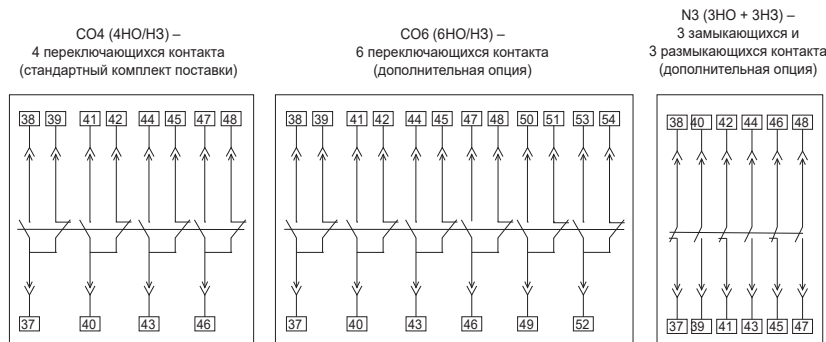 CO4 (4НО/НЗ) –
4 переключающихся контакта
(стандартный комплект поставки)
38 39 41 42 44 45 47 48
37 40 43 46
CO6 (6НО/НЗ) –
6 переключающихся контакта
(дополнительная опция)
38 39 41 42 44 45 47 48 50 51 53 54
37 40 43 46 49 52
N3 (3НО + 3НЗ) –
3 замыкающихся и
3 размыкающихся контакта
(дополнительная опция)
38 40 42 44 46 48
37 39 41 43 45 47